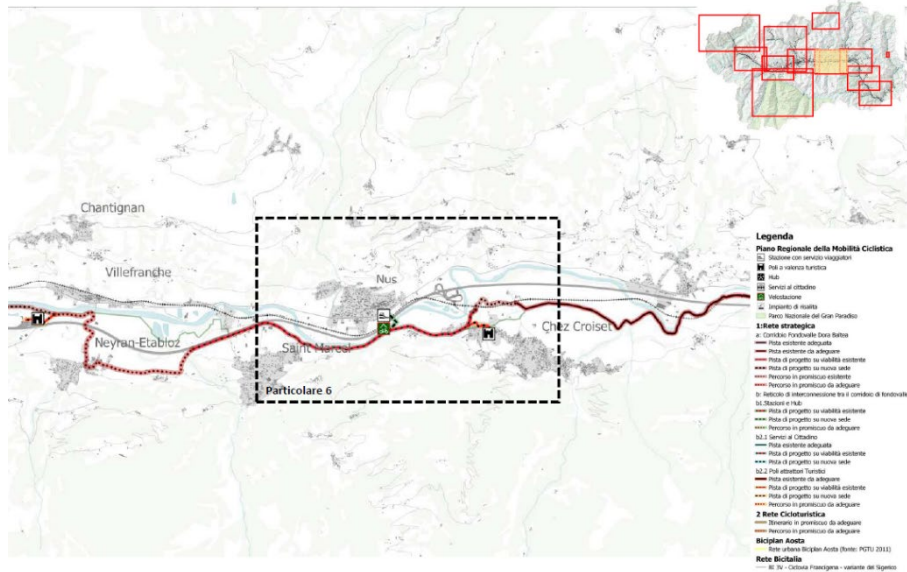 Chantignan
Villefranche
Nus
Neyran-Etabloz
Saint Marcel
Chez Croiset
Particolare 6
Legenda
Piano Regionale della Mobilità Ciclistica
Stazione con servizio viaggiatori
Poli a valenza turistica
Hub
Servizi al cittadino
Velostazione
Impianto di risalita
Parco Nazionale del Gran Paradiso
1:Rete strategica
a: Corridoio Fondovalle Dora Baltea
Pista esistente adeguata
Pista esistente da adeguare
Pista di progetto su viabilità esistente
Pista di progetto su nuova sede
Percorso in promiscuo esistente
Percorso in promiscuo da adeguare
b: Reticolo di interconnessione tra il corridoio di fondovalle
b1.Stazioni e Hub
Pista di progetto su viabilità esistente
Pista di progetto su nuova sede
Percorso in promiscuo da adeguare
b2.1 Servizi al Cittadino
Pista esistente adeguata
Pista di progetto su viabilità esistente
Pista di progetto su nuova sede
b2.2 Poli attrattori Turistici
Pista esistente da adeguare
Pista di progetto su viabilità esistente
Pista di progetto su nuova sede
Percorso in promiscuo da adeguare
2 Rete Cicloturistica
Itinerario in promiscuo da adeguare
Percorso in promiscuo da adeguare
Biciplan Aosta
Rete urbana Biciplan Aosta (fonte: PGTU 2011)
Rete Bicitalia
BI 3V - Ciclovia Francigena - variante del Sigerico